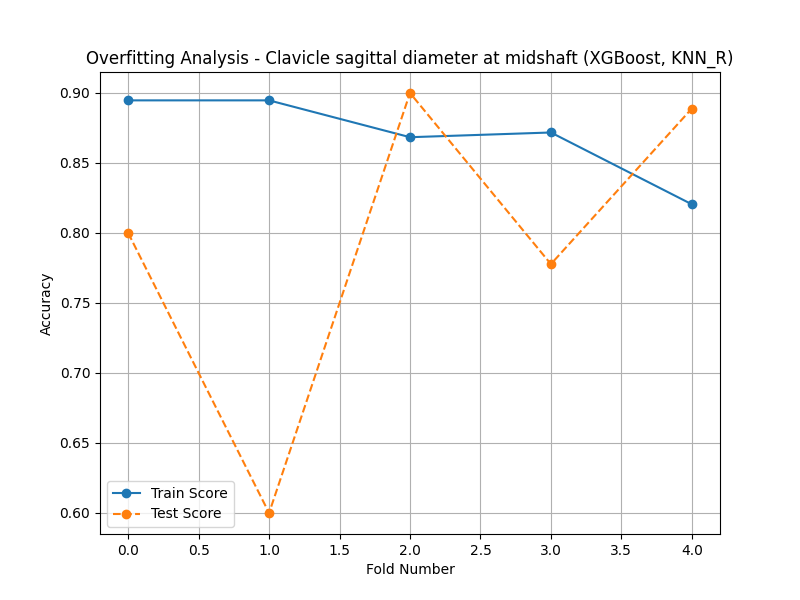 Overfitting Analysis - Clavicle sagittal diameter at midshaft (XGBoost, KNN_R)
0.90
0.85
0.80
0.75
0.70
0.65
0.60
Accuracy
Train Score
Test Score
0.0 0.5 1.0 1.5 2.0 2.5 3.0 3.5 4.0
Fold Number